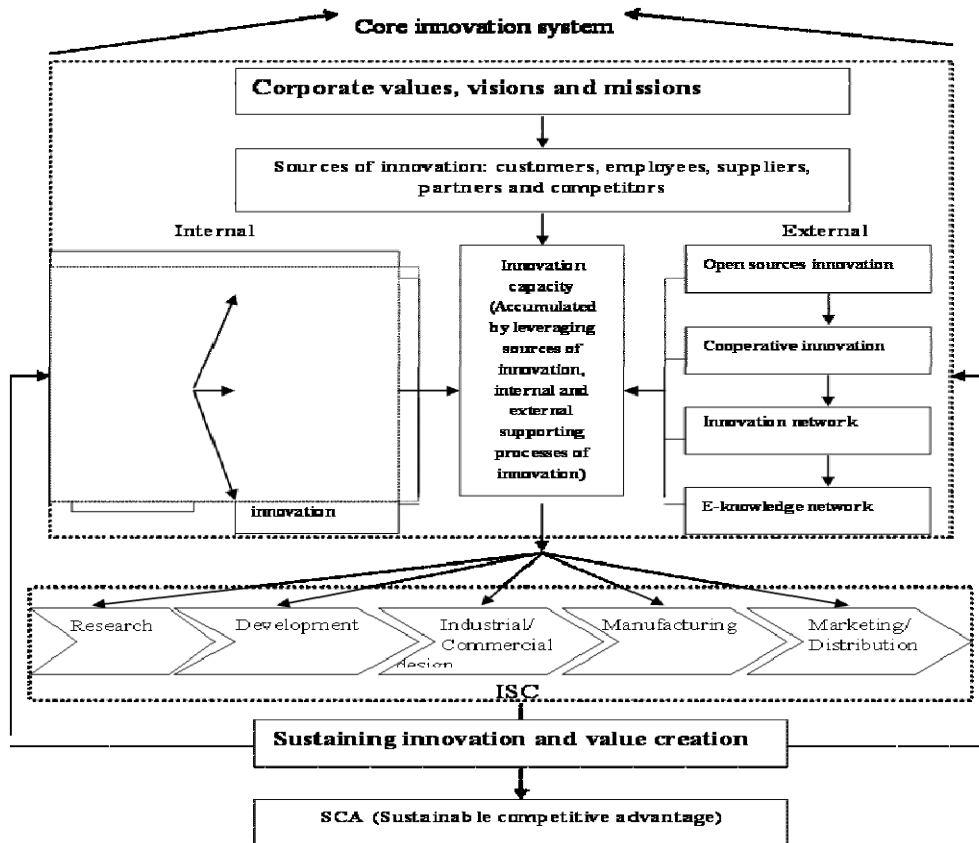 Core innovation system
Corporate values, visions and missions
Sources of innovation: customers, employees, suppliers,
partners and competitors
Internal
External
innovation
Innovation
capacity
(Accumulated
by leveraging
sources of
innovation,
internal and
external
supporting
processes of
innovation)
Open sources innovation
Cooperative innovation
Innovation network
E-knowledge network
Research
Development
Industrial/
Commercial
design
Manufacturing
Marketing/
Distribution
ISC
Sustaining innovation and value creation
SCA (Sustainable competitive advantage)